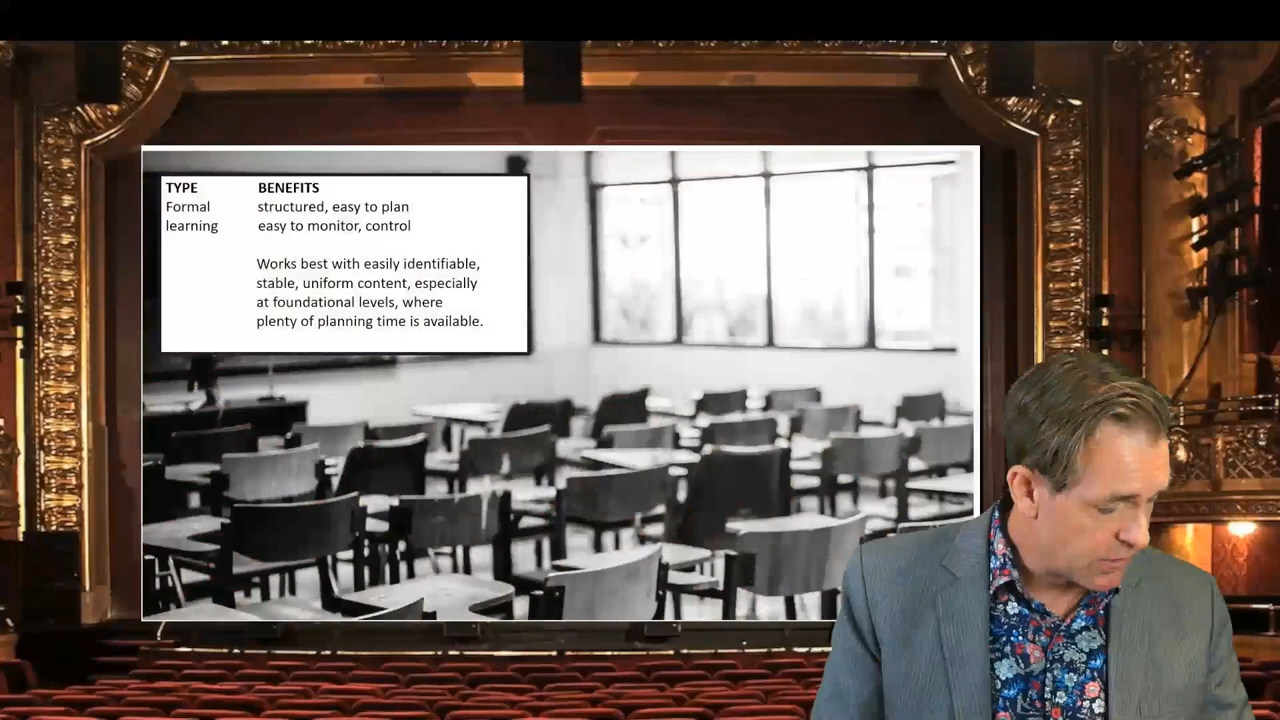 TYPE BENEFITS
Formal structured, easy to plan
learning easy to monitor, control
Works best with easily identifiable,
stable, uniform content, especially
at foundational levels, where
plenty of planning time is available.